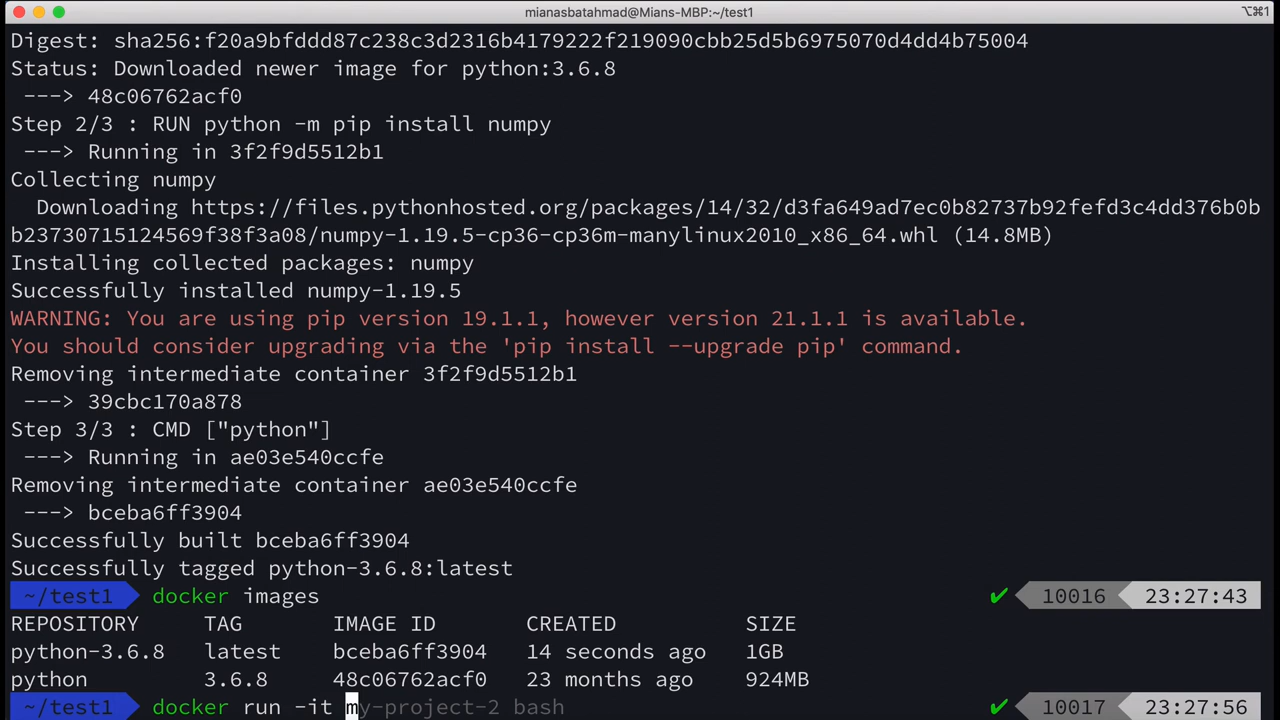 mianasbatahmad@Mians-MBP:~/test1
⌥⌘1
Digest: sha256:f20a9bfddd87c238c3d2316b4179222f219090cbb25d5b6975070d4dd4b75004
Status: Downloaded newer image for python:3.6.8
---> 48c06762acf0
Step 2/3 : RUN python -m pip install numpy
---> Running in 3f2f9d5512b1
Collecting numpy
Downloading https://files.pythonhosted.org/packages/14/32/d3fa649ad7ec0b82737b92fefd3c4dd376b0b
b23730715124569f38f3a08/numpy-1.19.5-cp36-cp36m-manylinux2010_x86_64.whl (14.8MB)
Installing collected packages: numpy
Successfully installed numpy-1.19.5
WARNING: You are using pip version 19.1.1, however version 21.1.1 is available.
You should consider upgrading via the 'pip install --upgrade pip' command.
Removing intermediate container 3f2f9d5512b1
---> 39cbc170a878
Step 3/3 : CMD ["python"]
---> Running in ae03e540ccfe
Removing intermediate container ae03e540ccfe
---> bceba6ff3904
Successfully built bceba6ff3904
Successfully tagged python-3.6.8:latest
~/test1 docker images ✔ 10016 23:27:43
REPOSITORY TAG IMAGE ID CREATED SIZE
python-3.6.8 latest bceba6ff3904 14 seconds ago 1GB
python 3.6.8 48c06762acf0 23 months ago 924MB
~/test1 docker run -it my-project-2 bash ✔ 10017 23:27:56